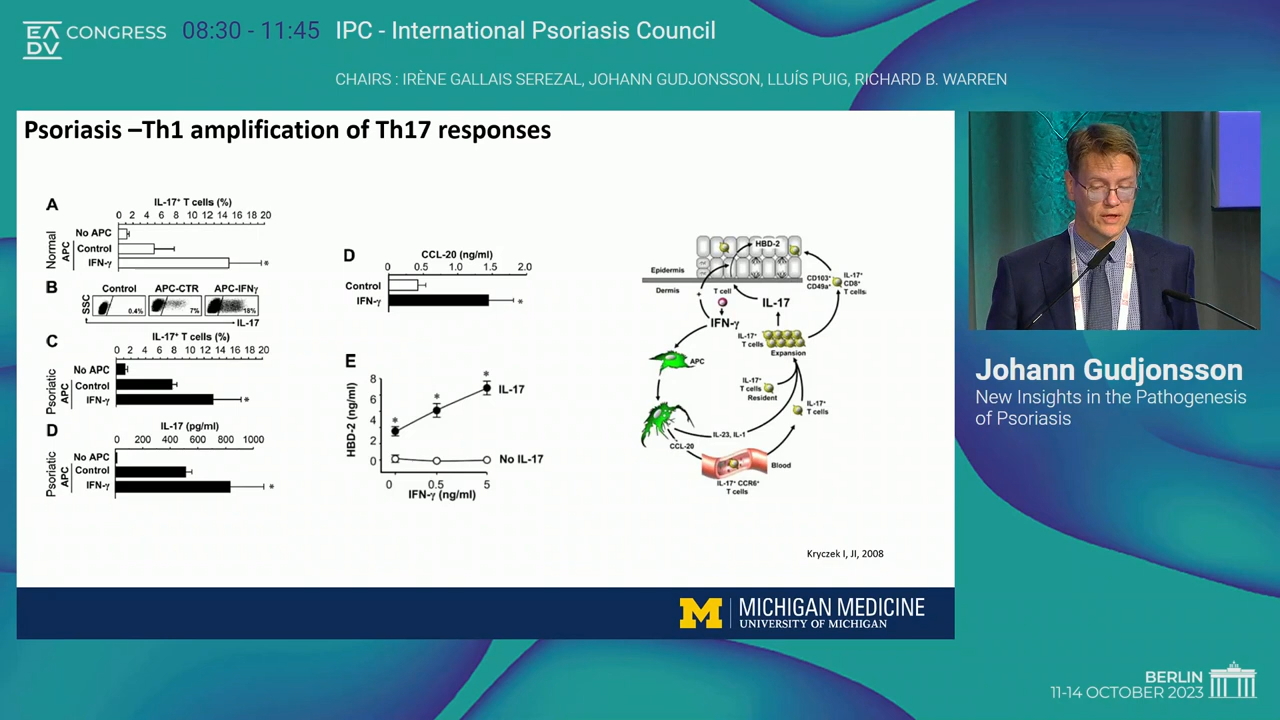 EADV CONGRESS
08:30 - 11:45 IPC - International Psoriasis Council
CHAIRS : IRÈNE GALLAIS SEREZAL, JOHANN GUDJONSSON, LLUÍS PUIG, RICHARD B. WARREN
Psoriasis –Th1 amplification of Th17 responses
A
IL-17⁺ T cells (%)
0 2 4 6 8 10 12 14 16 18 20
Normal
APC
No APC
Control
IFN-γ
*
B
Control APC-CTR APC-IFNγ
SSC
0.4% 7% 18%
IL-17
C
IL-17⁺ T cells (%)
0 2 4 6 8 10 12 14 16 18 20
Psoriatic
APC
No APC
Control
IFN-γ
*
D
IL-17 (pg/ml)
0 200 400 600 800 1000
Psoriatic
APC
No APC
Control
IFN-γ
*
D
CCL-20 (ng/ml)
0 0.5 1.0 1.5 2.0
Control
IFN-γ
*
E
HBD-2 (ng/ml)
8
6
4
2
0
* * *
IL-17
No IL-17
0 0.5 5
IFN-γ (ng/ml)
HBD-2
Epidermis
Dermis
+
T cell
IL-17
IFN-γ
CD103⁺
CD49a⁺
IL-17⁺
CD8⁺
T cells
IL-17⁺
T cells
Expansion
APC
IL-17⁺
T cells
Resident
IL-17⁺
T cells
IL-23, IL-1
CCL-20
Blood
IL-17⁺ CCR6⁺
T cells
Kryczek I, JI, 2008
M MICHIGAN MEDICINE
UNIVERSITY OF MICHIGAN
Johann Gudjonsson
New Insights in the Pathogenesis
of Psoriasis
BERLIN
11-14 OCTOBER 2023